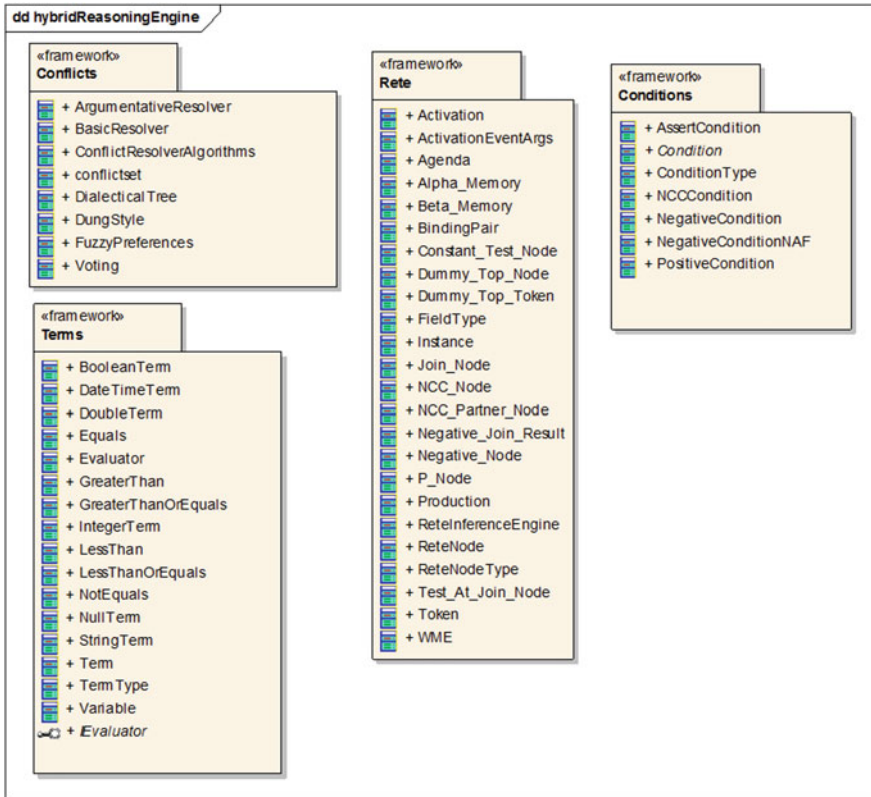 dd hybridReasoningEngine
«framework»
Conflicts
+ ArgumentativeResolver
+ BasicResolver
+ ConflictResolverAlgorithms
+ conflictset
+ DialecticalTree
+ DungStyle
+ FuzzyPreferences
+ Voting
«framework»
Terms
+ BooleanTerm
+ DateTimeTerm
+ DoubleTerm
+ Equals
+ Evaluator
+ GreaterThan
+ GreaterThanOrEquals
+ IntegerTerm
+ LessThan
+ LessThanOrEquals
+ NotEquals
+ NullTerm
+ StringTerm
+ Term
+ TermType
+ Variable
+ IEvaluator
«framework»
Rete
+ Activation
+ ActivationEventArgs
+ Agenda
+ Alpha_Memory
+ Beta_Memory
+ BindingPair
+ Constant_Test_Node
+ Dummy_Top_Node
+ Dummy_Top_Token
+ FieldType
+ Instance
+ Join_Node
+ NCC_Node
+ NCC_Partner_Node
+ Negative_Join_Result
+ Negative_Node
+ P_Node
+ Production
+ ReteInferenceEngine
+ ReteNode
+ ReteNodeType
+ Test_At_Join_Node
+ Token
+ WME
«framework»
Conditions
+ AssertCondition
+ Condition
+ ConditionType
+ NCCCondition
+ NegativeCondition
+ NegativeConditionNAF
+ PositiveCondition